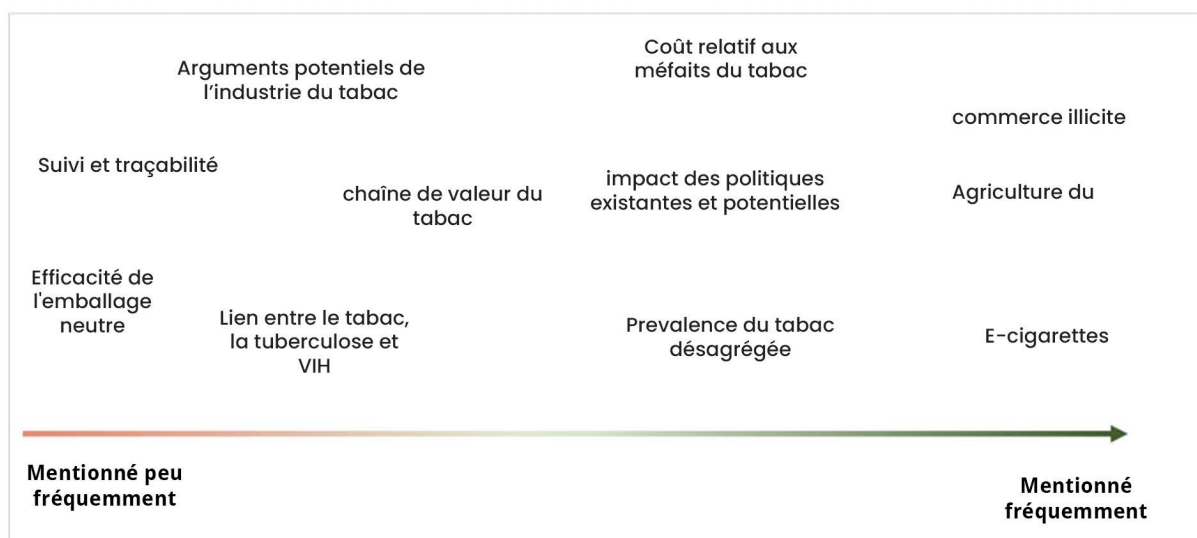 Arguments potentiels de
l’industrie du tabac
Coût relatif aux
méfaits du tabac
commerce illicite
Suivi et traçabilité
chaîne de valeur du
tabac
impact des politiques
existantes et potentielles
Agriculture du
Efficacité de
l'emballage
neutre
Lien entre le tabac,
la tuberculose et
VIH
Prevalence du tabac
désagrégée
E-cigarettes
Mentionné peu
fréquemment
Mentionné
fréquemment